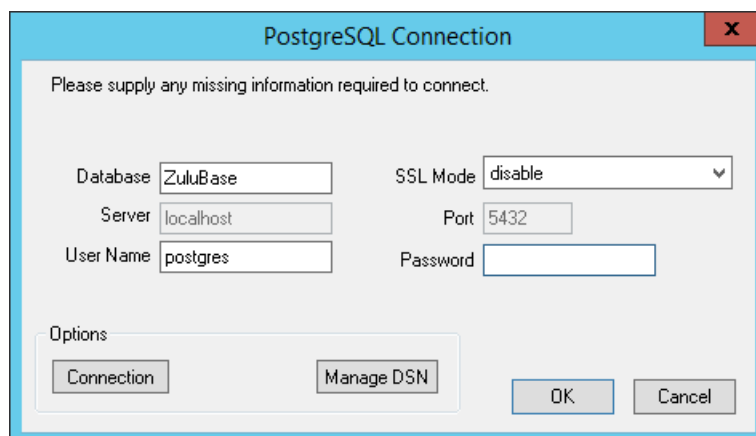 PostgreSQL Connection
x
Please supply any missing information required to connect.
Database ZuluBase SSL Mode disable
Server localhost Port 5432
User Name postgres Password
Options
Connection Manage DSN OK Cancel